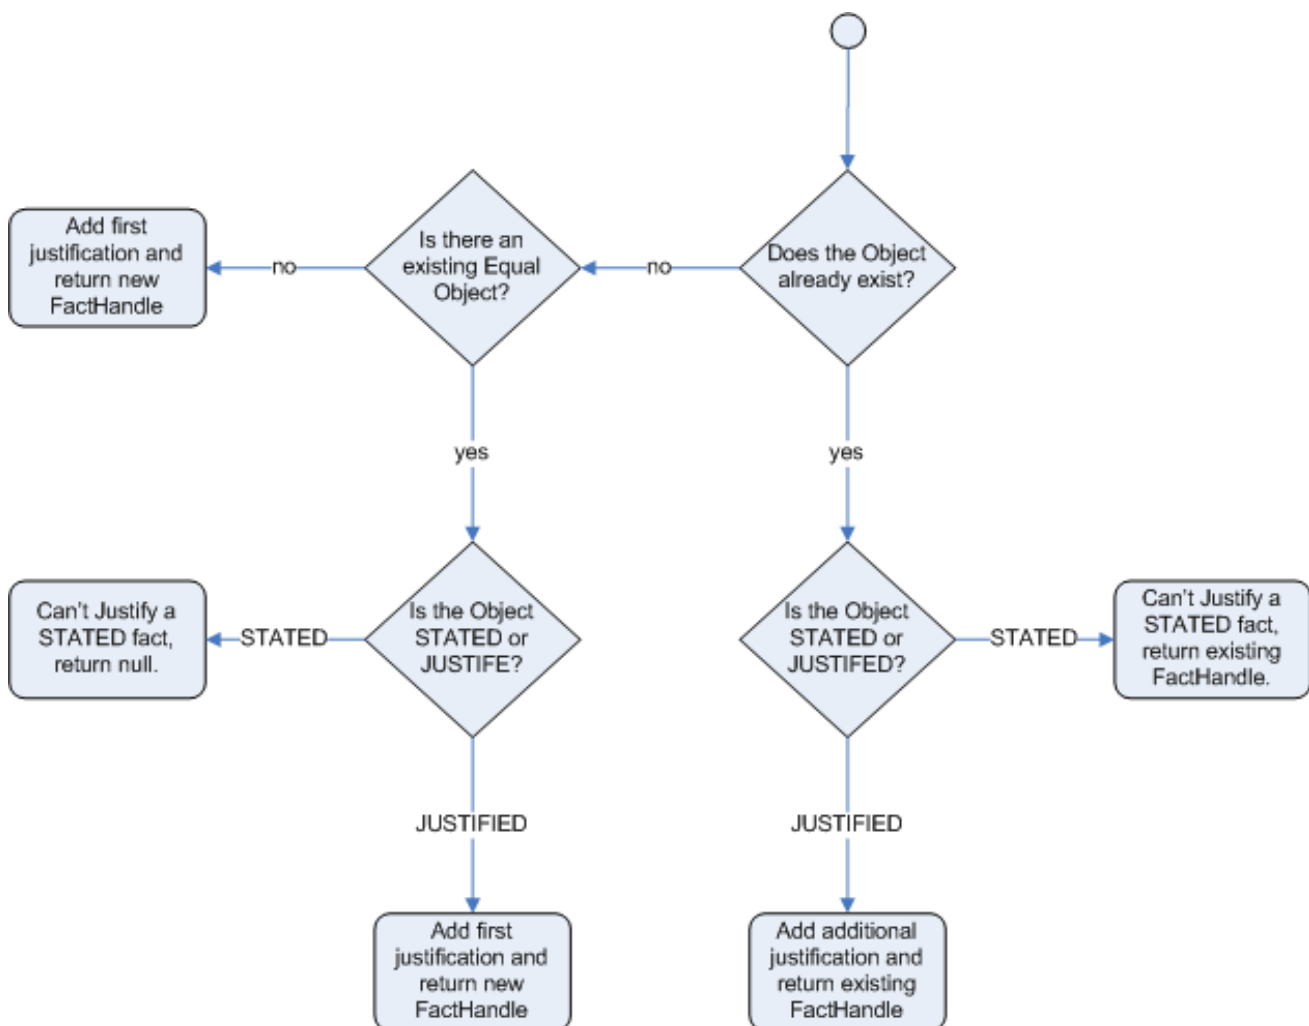 Does the Object
already exist?
no
Is there an
existing Equal
Object?
no
Add first
justification and
return new
FactHandle
yes
yes
Can't Justify a
STATED fact,
return null.
STATED
Is the Object
STATED or
JUSTIFE?
Is the Object
STATED or
JUSTIFED?
STATED
Can't Justify a
STATED fact,
return existing
FactHandle.
JUSTIFIED
JUSTIFIED
Add first
justification and
return new
FactHandle
Add additional
justification and
return existing
FactHandle